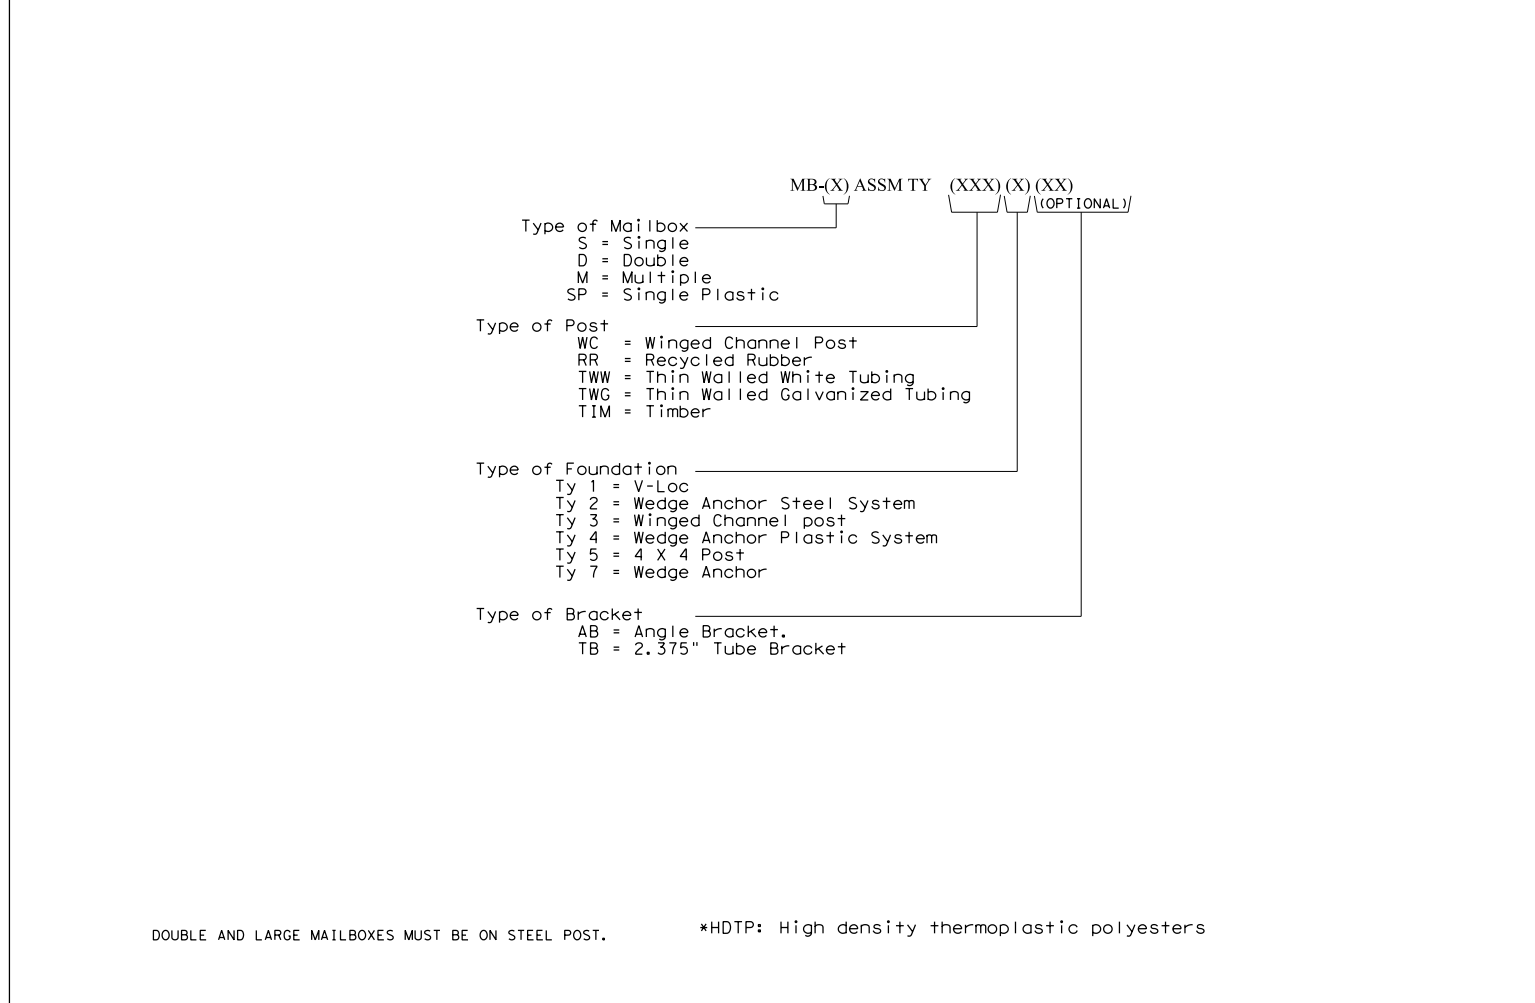 MB-(X) ASSM TY (XXX) (X) (XX)
(OPTIONAL)
Type of Mailbox
S = Single
D = Double
M = Multiple
SP = Single Plastic
Type of Post
WC = Winged Channel Post
RR = Recycled Rubber
TWW = Thin Walled White Tubing
TWG = Thin Walled Galvanized Tubing
TIM = Timber
Type of Foundation
Ty 1 = V-Loc
Ty 2 = Wedge Anchor Steel System
Ty 3 = Winged Channel post
Ty 4 = Wedge Anchor Plastic System
Ty 5 = 4 X 4 Post
Ty 7 = Wedge Anchor
Type of Bracket
AB = Angle Bracket.
TB = 2.375" Tube Bracket
DOUBLE AND LARGE MAILBOXES MUST BE ON STEEL POST.
*HDTP: High density thermoplastic polyesters